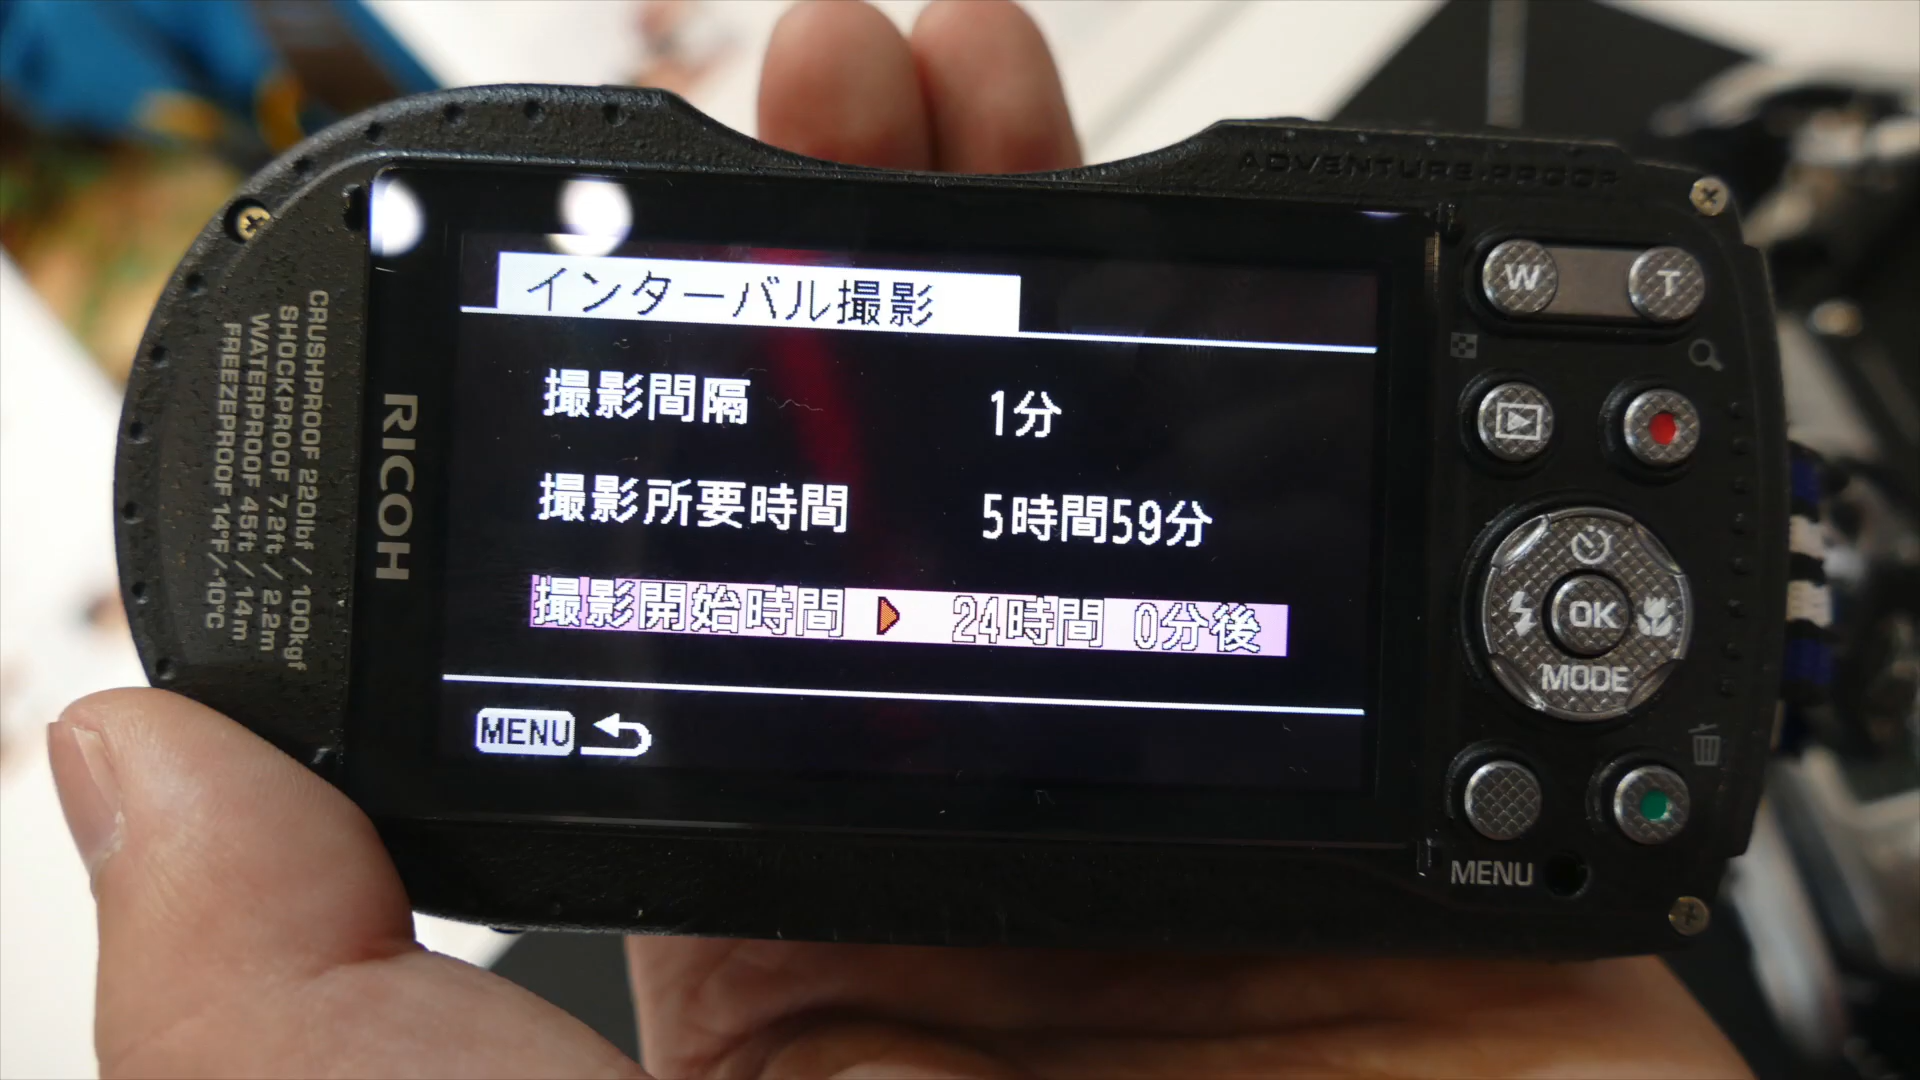 ADVENTURE.PROOF
インターバル撮影
撮影間隔 1分
撮影所要時間 5時間59分
撮影開始時間 24時間 0分後
MENU
RICOH
CRUSHPROOF 220lbf / 100kgf
SHOCKPROOF 7.2ft / 2.2m
WATERPROOF 45ft / 14m
FREEZEPROOF 14°F/-10°C
W T
OK
MODE
MENU